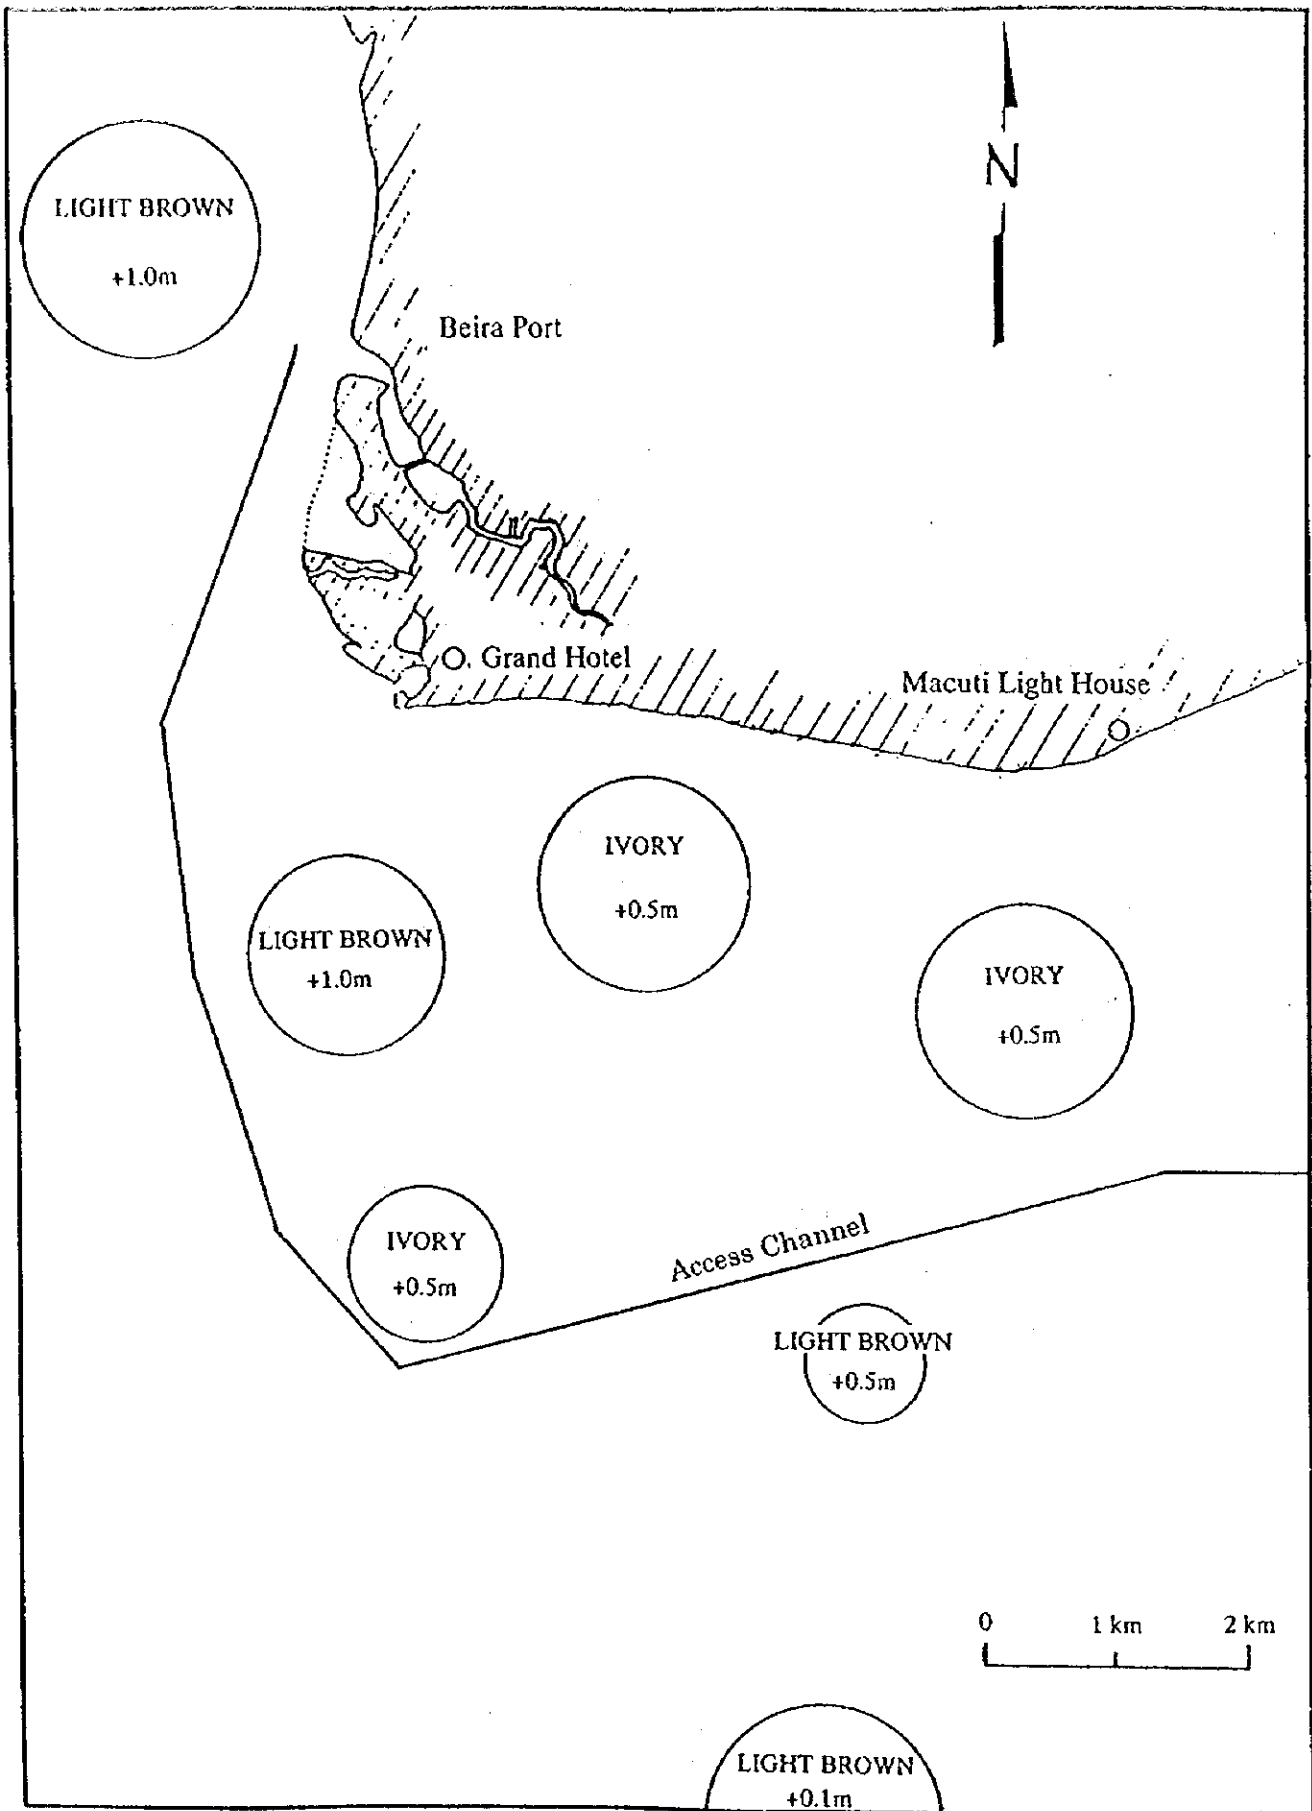 N
LIGHT BROWN
+1.0m
Beira Port
Grand Hotel
Macuti Light House
IVORY
+0.5m
LIGHT BROWN
+1.0m
IVORY
+0.5m
IVORY
+0.5m
Access Channel
LIGHT BROWN
+0.5m
0 1 km 2 km
LIGHT BROWN
+0.1m